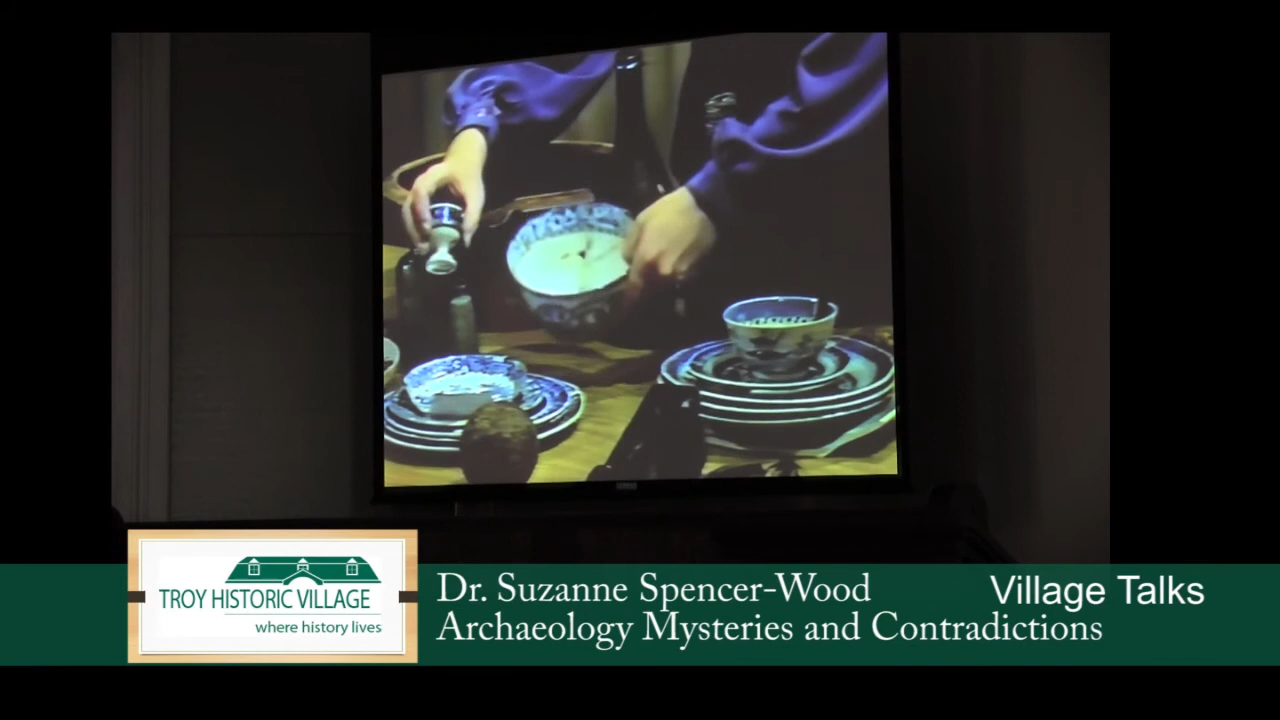 TROY HISTORIC VILLAGE
where history lives
Dr. Suzanne Spencer-Wood
Archaeology Mysteries and Contradictions
Village Talks